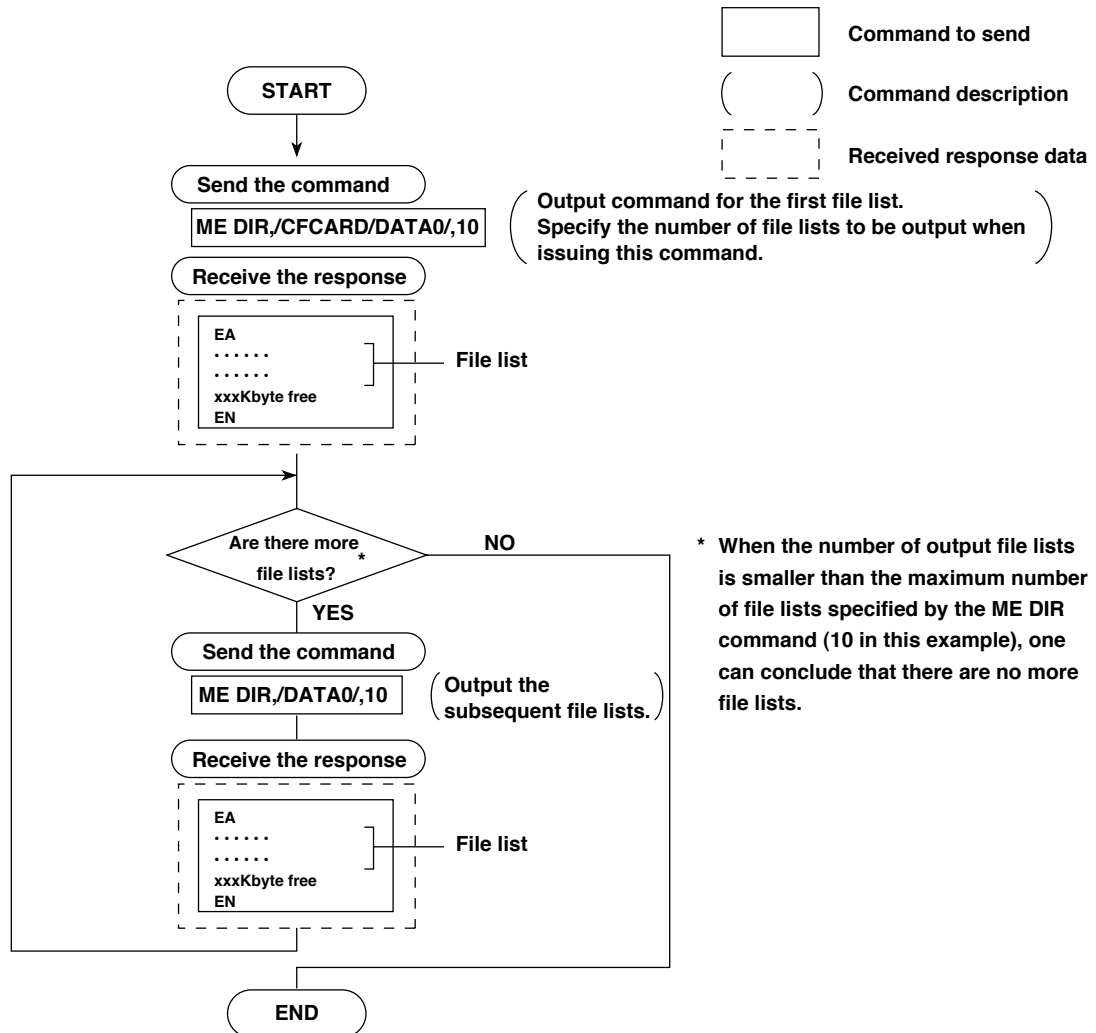 Command to send
Command description
Received response data
START
Send the command
ME DIR,/CFCARD/DATA0/,10
Output command for the first file list.
Specify the number of file lists to be output when
issuing this command.
Receive the response
EA
• • • • • •
• • • • • •
xxxKbyte free
EN
File list
Are there more
file lists?
*
NO
YES
* When the number of output file lists
is smaller than the maximum number
of file lists specified by the ME DIR
command (10 in this example), one
can conclude that there are no more
file lists.
Send the command
ME DIR,/DATA0/,10
Output the
subsequent file lists.
Receive the response
EA
• • • • • •
• • • • • •
xxxKbyte free
EN
File list
END